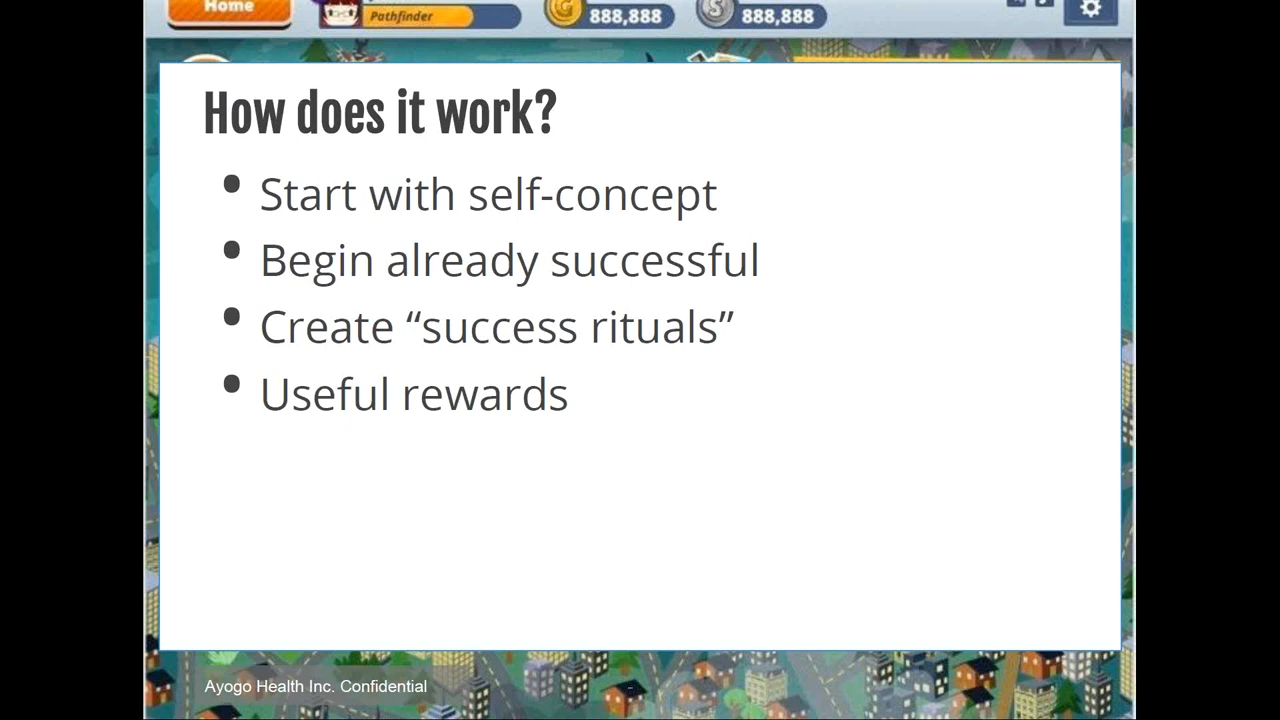 Home
Pathfinder
G
888,888
S
888,888
How does it work?
• Start with self-concept
• Begin already successful
• Create “success rituals”
• Useful rewards
Ayogo Health Inc. Confidential